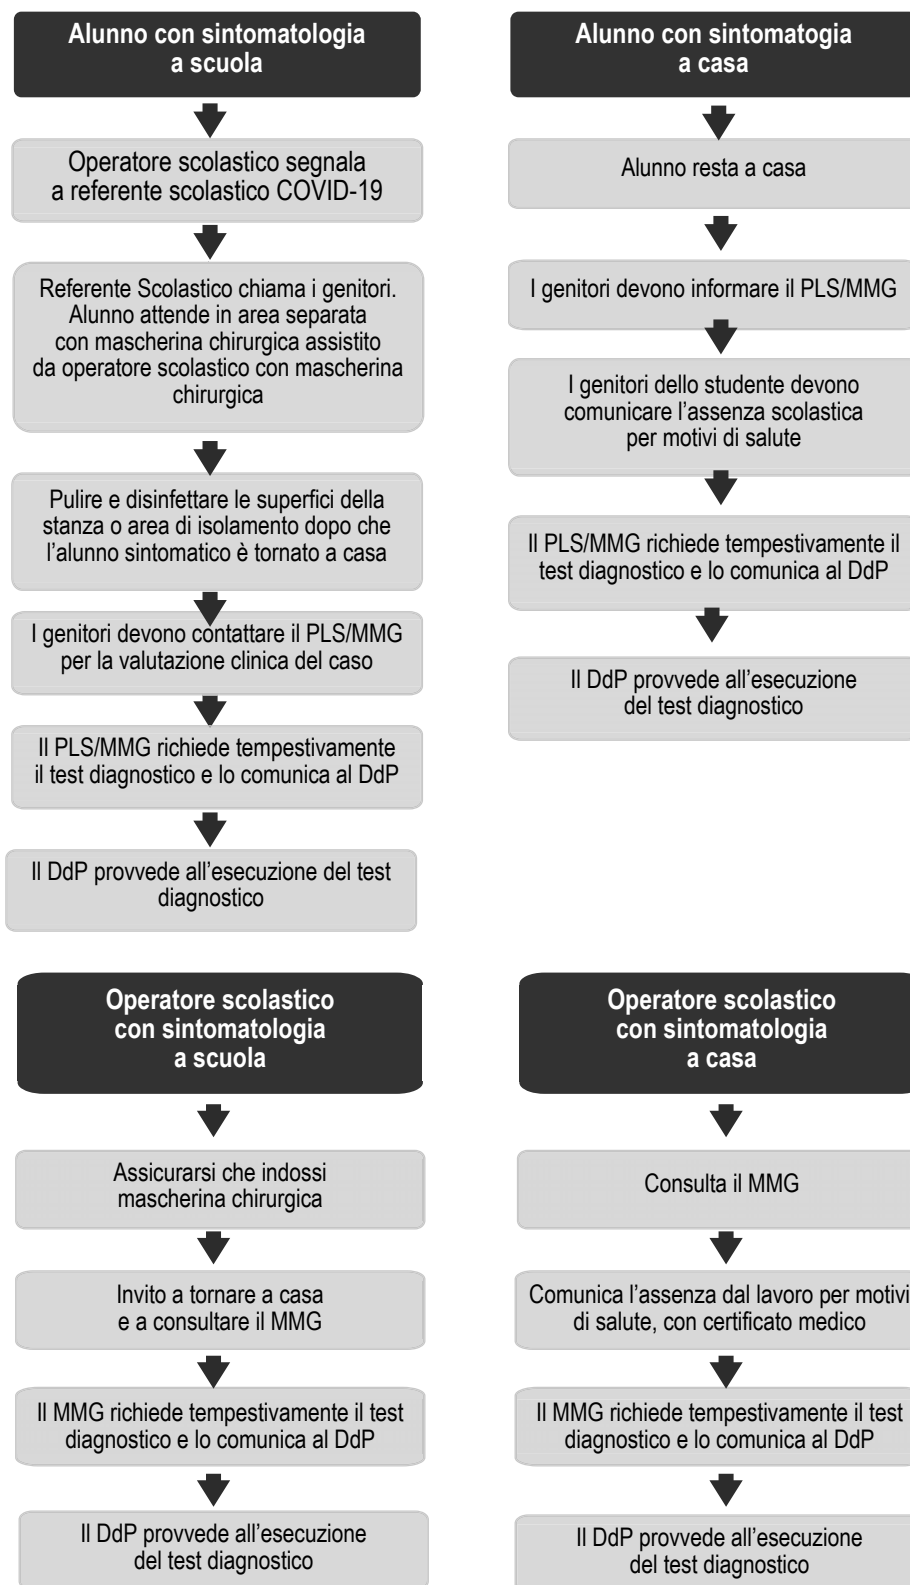 Alunno con sintomatologia
a scuola
Operatore scolastico segnala
a referente scolastico COVID-19
Referente Scolastico chiama i genitori.
Alunno attende in area separata
con mascherina chirurgica assistito
da operatore scolastico con mascherina
chirurgica
Pulire e disinfettare le superfici della
stanza o area di isolamento dopo che
l’alunno sintomatico è tornato a casa
I genitori devono contattare il PLS/MMG
per la valutazione clinica del caso
Il PLS/MMG richiede tempestivamente
il test diagnostico e lo comunica al DdP
Il DdP provvede all’esecuzione del test
diagnostico
Alunno con sintomatogia
a casa
Alunno resta a casa
I genitori devono informare il PLS/MMG
I genitori dello studente devono
comunicare l’assenza scolastica
per motivi di salute
Il PLS/MMG richiede tempestivamente il
test diagnostico e lo comunica al DdP
Il DdP provvede all’esecuzione
del test diagnostico
Operatore scolastico
con sintomatologia
a scuola
Assicurarsi che indossi
mascherina chirurgica
Invito a tornare a casa
e a consultare il MMG
Il MMG richiede tempestivamente il test
diagnostico e lo comunica al DdP
Il DdP provvede all’esecuzione
del test diagnostico
Operatore scolastico
con sintomatologia
a casa
Consulta il MMG
Comunica l’assenza dal lavoro per motivi
di salute, con certificato medico
Il MMG richiede tempestivamente il test
diagnostico e lo comunica al DdP
Il DdP provvede all’esecuzione
del test diagnostico